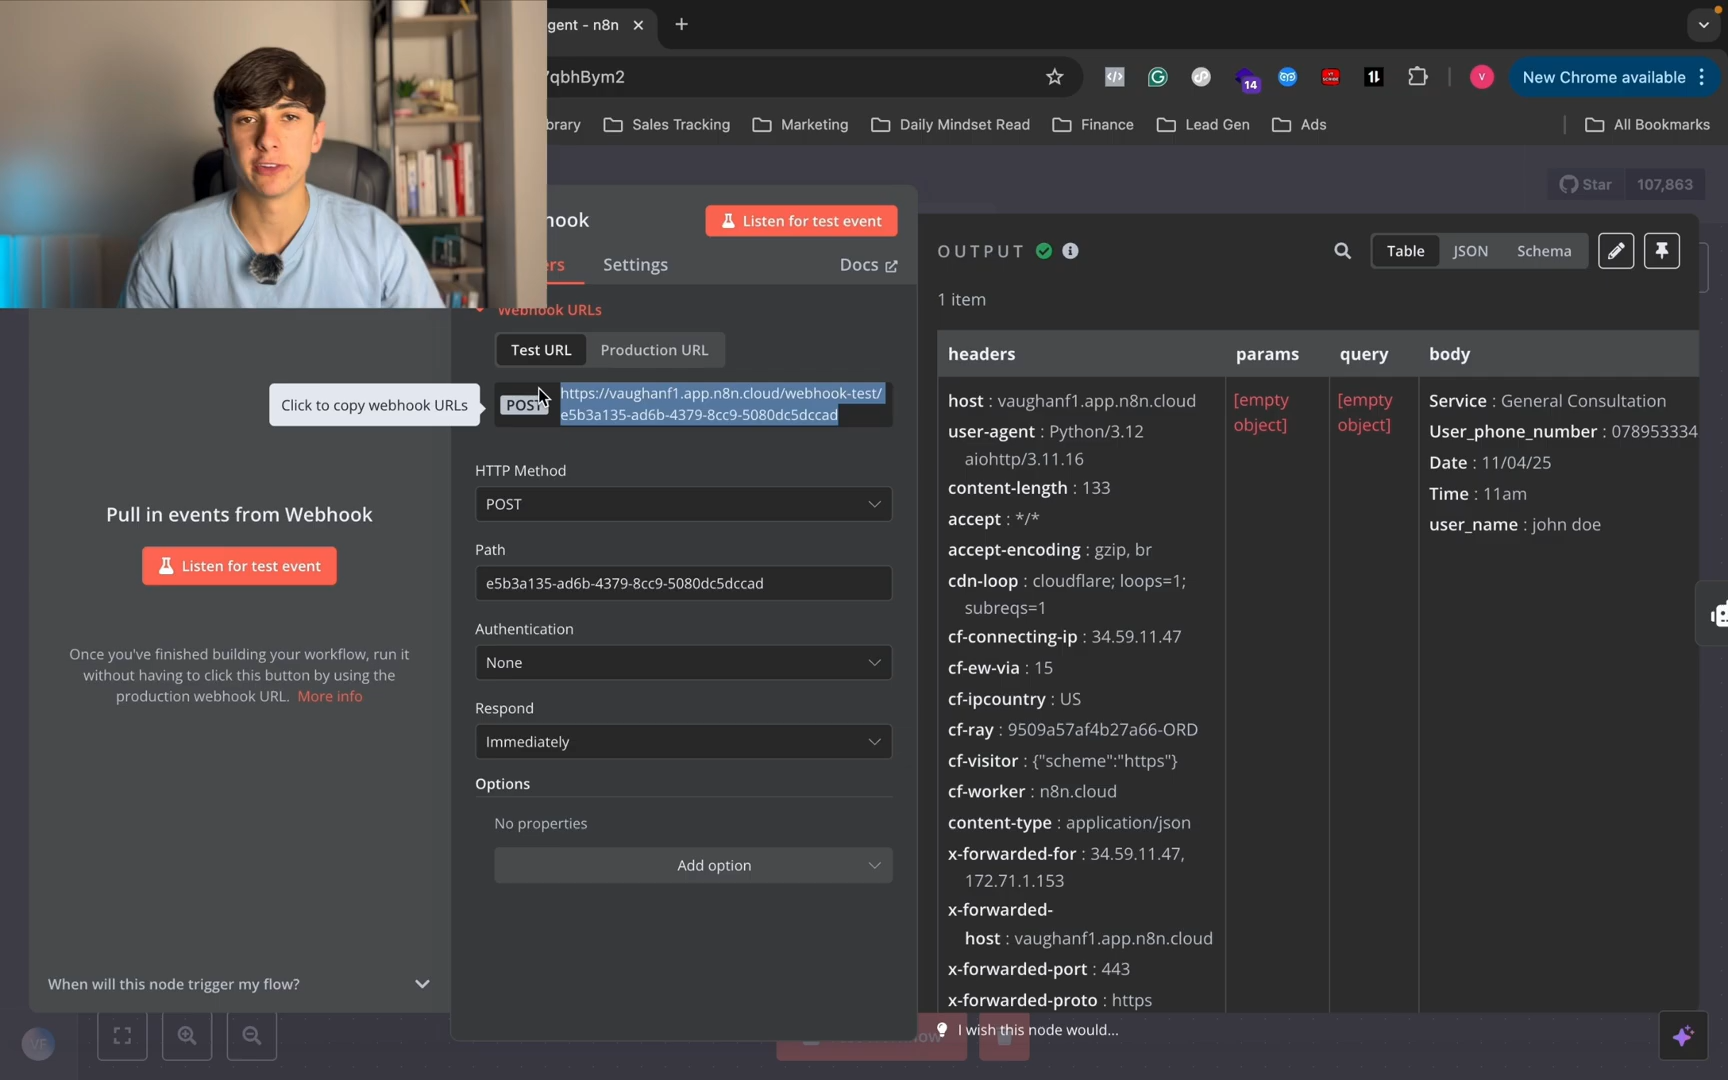 gent - n8n
qbhBym2
14
V
New Chrome available
brary
Sales Tracking
Marketing
Daily Mindset Read
Finance
Lead Gen
Ads
All Bookmarks
Star
107,863
hook
Listen for test event
ers
Settings
Docs
OUTPUT
Table
JSON
Schema
1 item
Webhook URLs
Test URL
Production URL
Click to copy webhook URLs
POST
https://vaughanf1.app.n8n.cloud/webhook-test/
e5b3a135-ad6b-4379-8cc9-5080dc5dccad
HTTP Method
POST
Path
e5b3a135-ad6b-4379-8cc9-5080dc5dccad
Authentication
None
Respond
Immediately
Options
No properties
Add option
Pull in events from Webhook
Listen for test event
Once you've finished building your workflow, run it
without having to click this button by using the
production webhook URL. More info
When will this node trigger my flow?
VF
headers
params
query
body
host : vaughanf1.app.n8n.cloud
user-agent : Python/3.12
aiohttp/3.11.16
content-length : 133
accept : */*
accept-encoding : gzip, br
cdn-loop : cloudflare; loops=1;
subreqs=1
cf-connecting-ip : 34.59.11.47
cf-ew-via : 15
cf-ipcountry : US
cf-ray : 9509a57af4b27a66-ORD
cf-visitor : {"scheme":"https"}
cf-worker : n8n.cloud
content-type : application/json
x-forwarded-for : 34.59.11.47,
172.71.1.153
x-forwarded-
host : vaughanf1.app.n8n.cloud
x-forwarded-port : 443
x-forwarded-proto : https
[empty
object]
[empty
object]
Service : General Consultation
User_phone_number : 078953334
Date : 11/04/25
Time : 11am
user_name : john doe
I wish this node would...